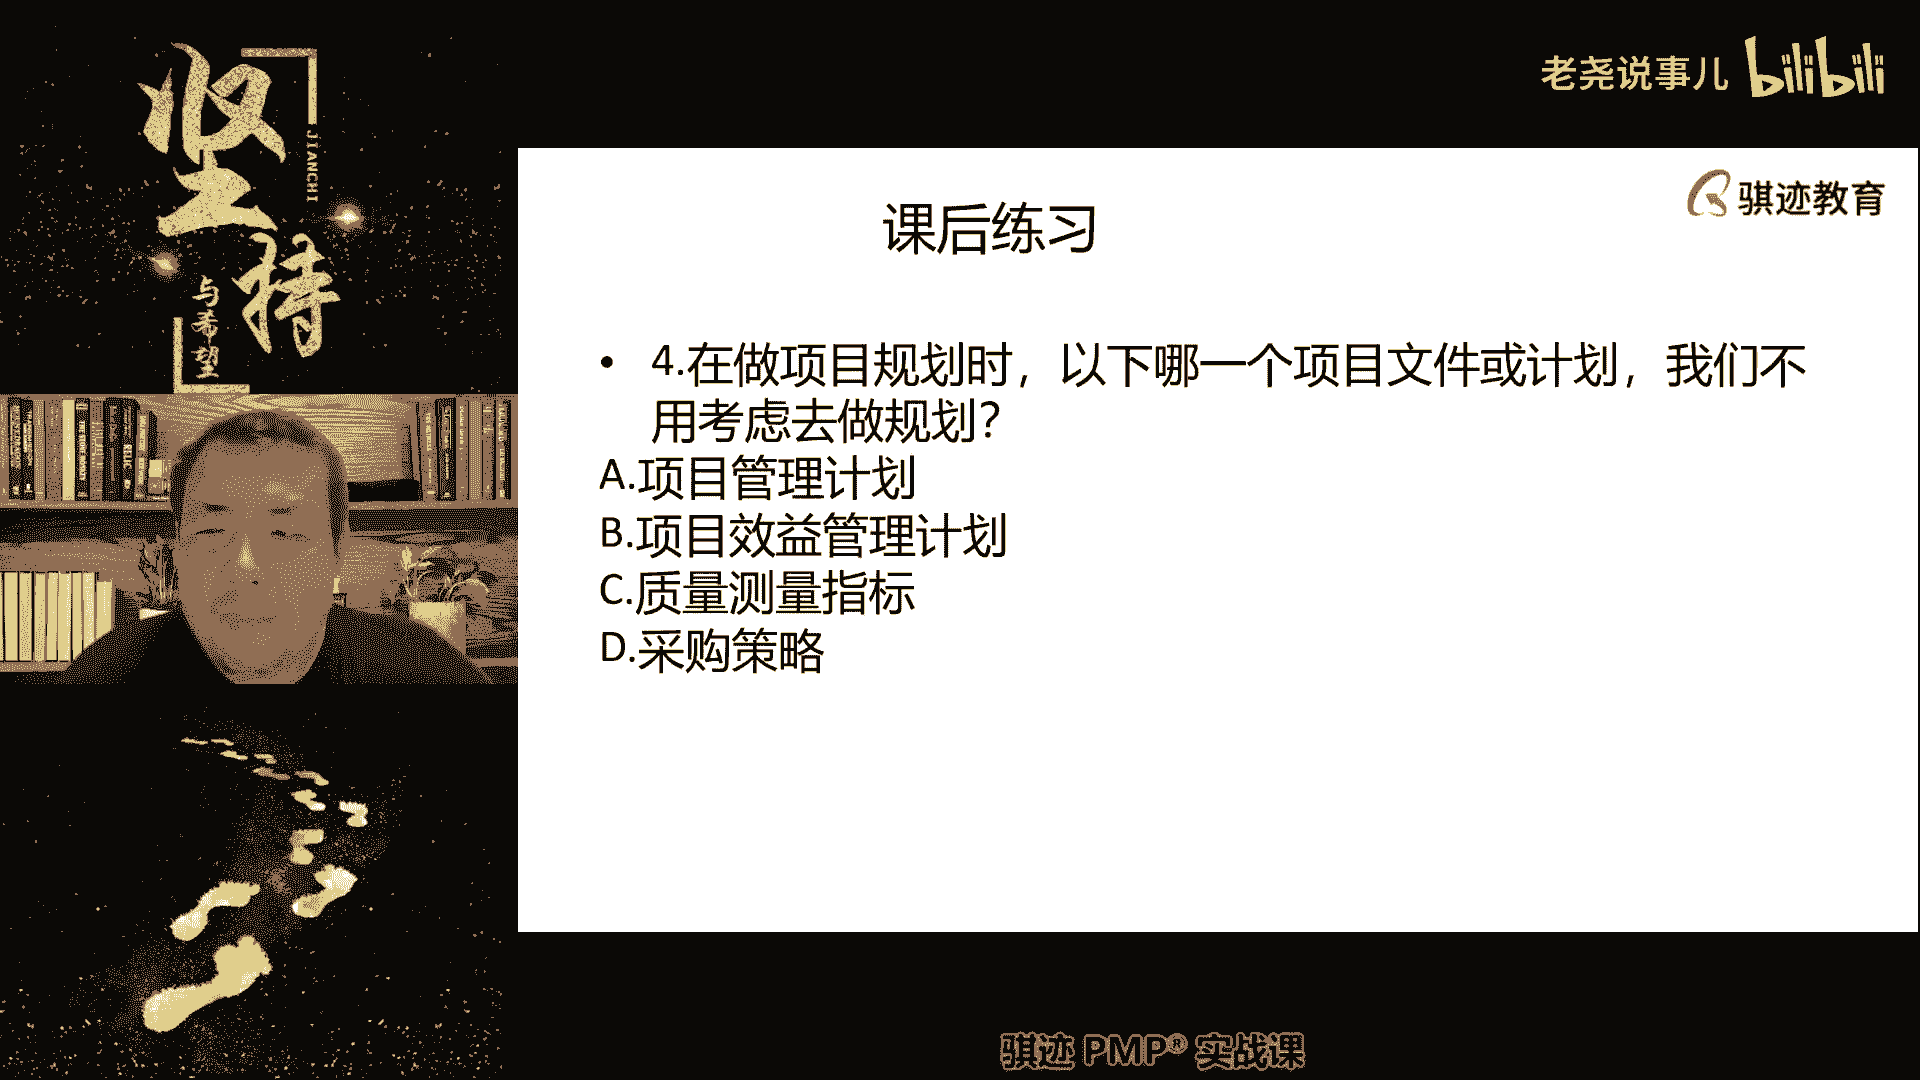 坚持
JIANCHI
与希望
老尧说事儿 bilibili
骐迹教育
课后练习
• 4.在做项目规划时，以下哪一个项目文件或计划，我们不
用考虑去做规划？
A.项目管理计划
B.项目效益管理计划
C.质量测量指标
D.采购策略
骐迹 PMP® 实战课